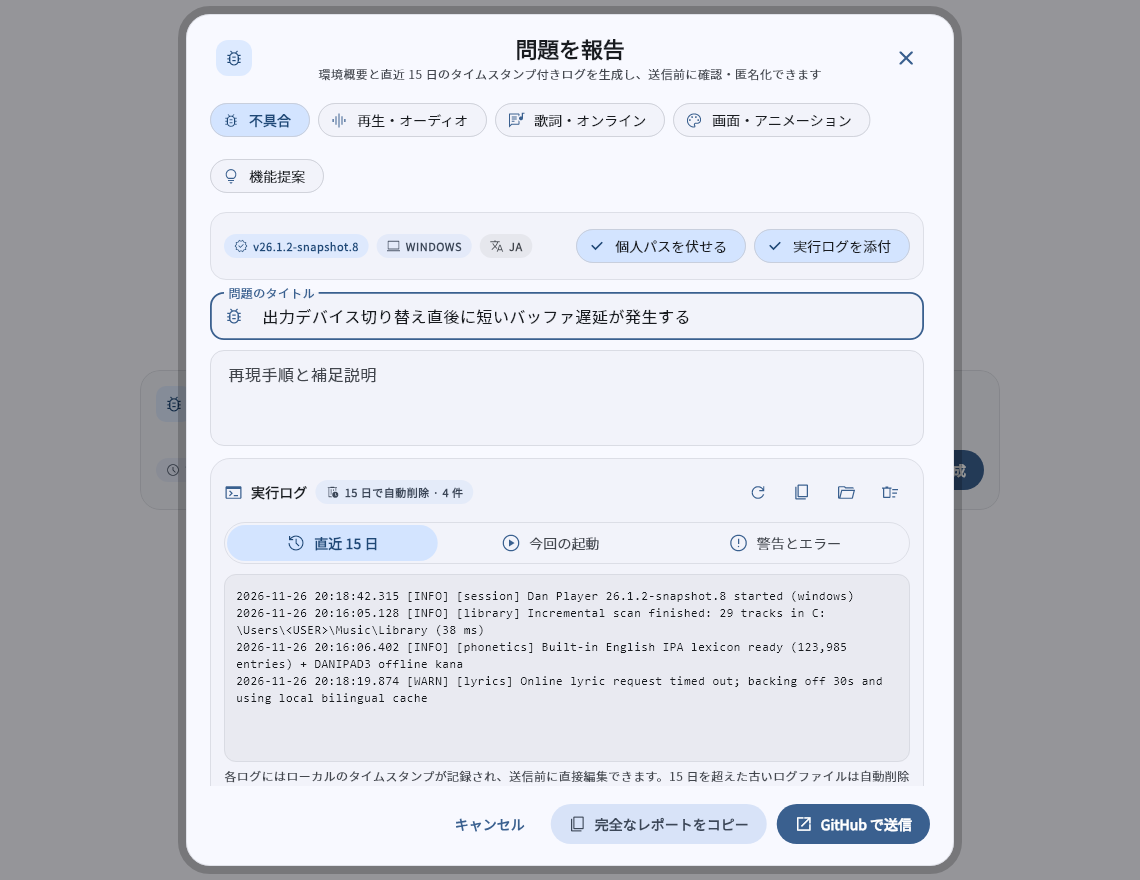 問題を報告
環境概要と直近 15 日のタイムスタンプ付きログを生成し、送信前に確認・匿名化できます
不具合
再生・オーディオ
歌詞・オンライン
画面・アニメーション
機能提案
v26.1.2-snapshot.8
WINDOWS
JA
個人パスを伏せる
実行ログを添付
問題のタイトル
出力デバイス切り替え直後に短いバッファ遅延が発生する
再現手順と補足説明
実行ログ
15 日で自動削除 · 4 件
直近 15 日
今回の起動
警告とエラー
2026-11-26 20:18:42.315 [INFO] [session] Dan Player 26.1.2-snapshot.8 started (windows)
2026-11-26 20:16:05.128 [INFO] [library] Incremental scan finished: 29 tracks in C:
\Users\<USER>\Music\Library (38 ms)
2026-11-26 20:16:06.402 [INFO] [phonetics] Built-in English IPA lexicon ready (123,985
entries) + DANIPAD3 offline kana
2026-11-26 20:18:19.874 [WARN] [lyrics] Online lyric request timed out; backing off 30s and
using local bilingual cache
各ログにはローカルのタイムスタンプが記録され、送信前に直接編集できます。15 日を超えた古いログファイルは自動削除
キャンセル
完全なレポートをコピー
GitHub で送信
成